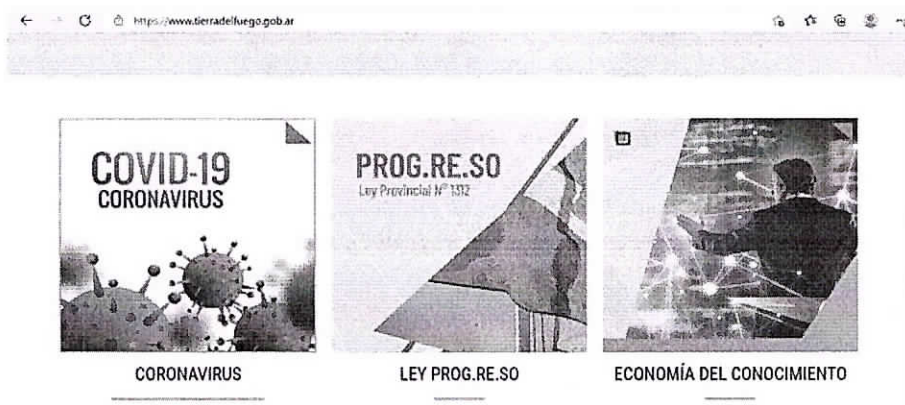 https://www.tierradelfuego.gob.ar
COVID-19
CORONAVIRUS
PROG.RE.SO
Ley Provincial N° 1312
CORONAVIRUS
LEY PROG.RE.SO
ECONOMÍA DEL CONOCIMIENTO